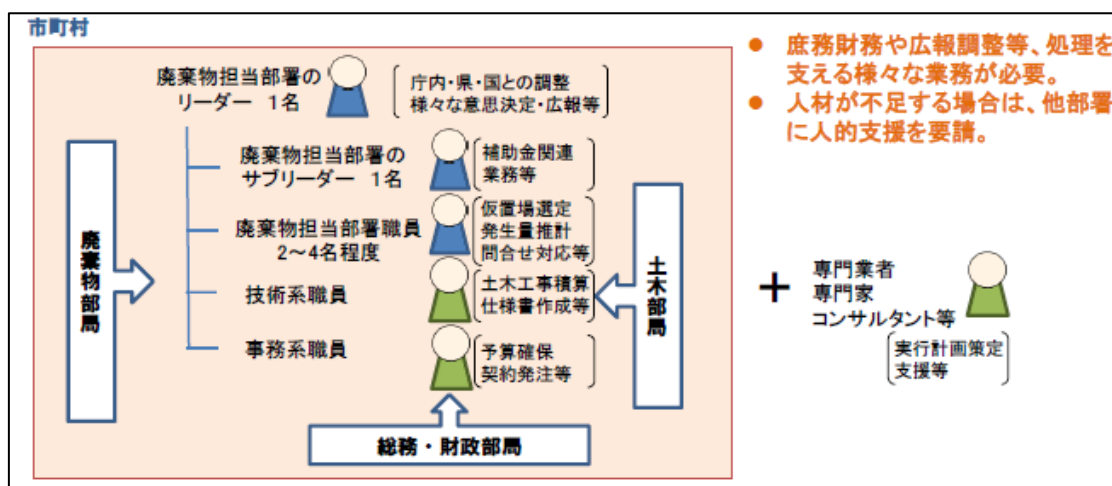 市町村
廃棄物担当部署の
リーダー 1名
庁内・県・国との調整
様々な意思決定・広報等
廃棄物担当部署の
サブリーダー 1名
補助金関連
業務等
廃棄物担当部署職員
2～4名程度
仮置場選定
発生量推計
問合せ対応等
技術系職員
土木工事積算
仕様書作成等
事務系職員
予算確保
契約発注等
廃棄物部局
土木部局
総務・財政部局
● 庶務財務や広報調整等、処理を
支える様々な業務が必要。
● 人材が不足する場合は、他部署
に人的支援を要請。
＋
専門業者
専門家
コンサルタント等
実行計画策定
支援等